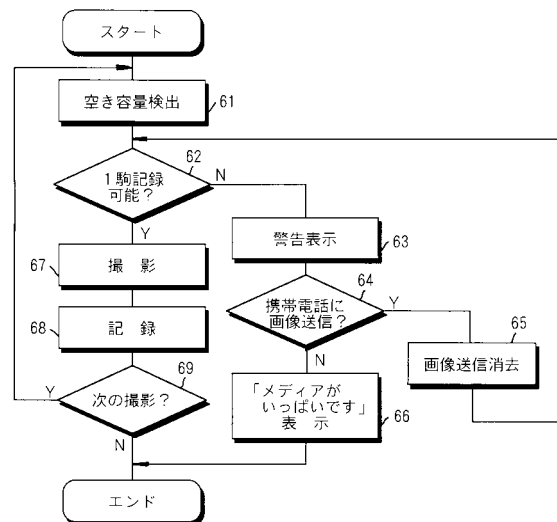 スタート
空き容量検出
61
1駒記録
可能？
62
N
Y
警告表示
63
67
撮 影
携帯電話に
画像送信？
64
Y
N
68
記 録
65
画像送信消去
69
次の撮影？
Y
N
「メディアが
いっぱいです」
表 示
66
エンド